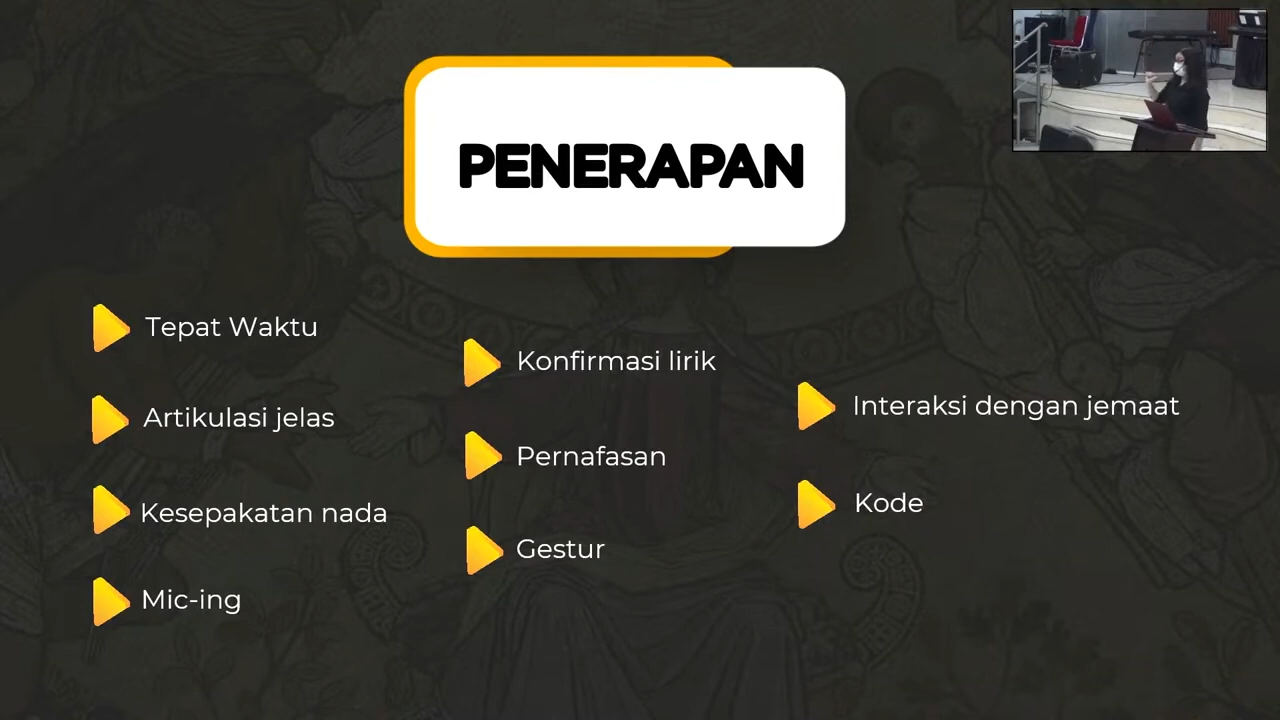 PENERAPAN
Tepat Waktu
Artikulasi jelas
Kesepakatan nada
Mic-ing
Konfirmasi lirik
Pernafasan
Gestur
Interaksi dengan jemaat
Kode